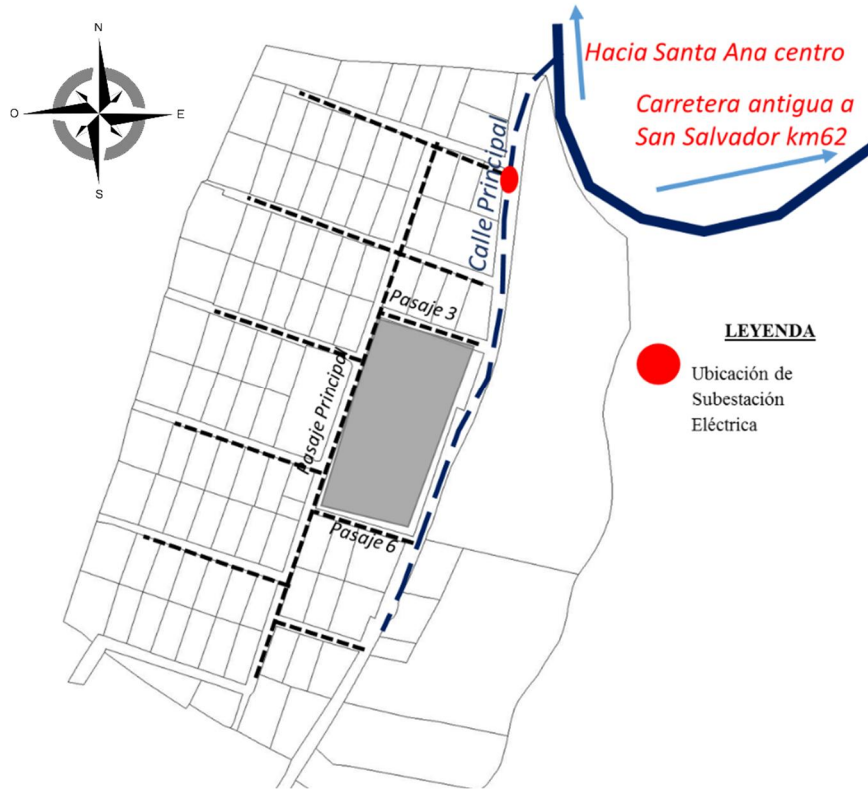 N
O
E
S
Hacia Santa Ana centro
Carretera antigua a
San Salvador km62
Calle Principal
Pasaje 3
Pasaje Principal
Pasaje 6
LEYENDA
Ubicación de
Subestación
Eléctrica